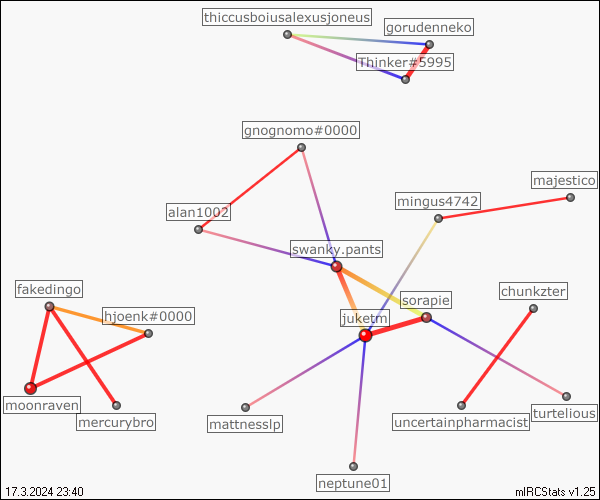 thiccusboiusalexusjoneus
gorudenneko
Thinker#5995
gnognomo#0000
majestico
mingus4742
alan1002
swanky.pants
fakedingo
chunkzter
sorapie
hjoenk#0000
juketm
moonraven
mercurybro
mattnesslp
uncertainpharmacist
turtelious
neptune01
17.3.2024 23:40
mIRCStats v1.25